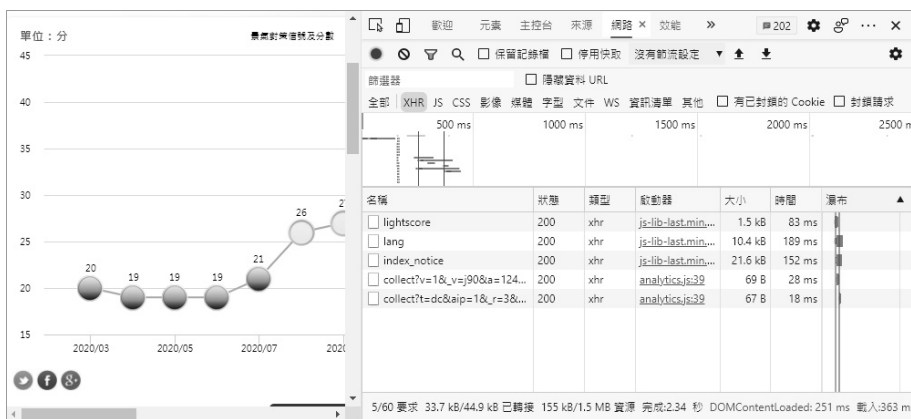 單位：分
景氣對策信號及分數
45
40
35
30
25
20
15
20
19
19
19
21
26
2020/03
2020/05
2020/07
歡迎 元素 主控台 來源 網路 × 效能 » 202 ⋯ ×
保留記錄檔 停用快取 沒有節流設定 ▼
篩選器 隱藏資料 URL
全部 XHR JS CSS 影像 媒體 字型 文件 WS 資訊清單 其他 有已封鎖的 Cookie 封鎖請求
500 ms 1000 ms 1500 ms 2000 ms 2500 m
名稱 狀態 類型 啟動器 大小 時間 瀑布 ▲
lightscore 200 xhr js-lib-last.min.... 1.5 kB 83 ms
lang 200 xhr js-lib-last.min.... 10.4 kB 189 ms
index_notice 200 xhr js-lib-last.min.... 21.6 kB 152 ms
collect?v=1&_v=j90&a=124... 200 xhr analytics.js:39 69 B 28 ms
collect?t=dc&aip=1&_r=3&... 200 xhr analytics.js:39 67 B 18 ms
5/60 要求 33.7 kB/44.9 kB 已轉接 155 kB/1.5 MB 資源 完成:2.34 秒 DOMContentLoaded: 251 ms 載入:363 m